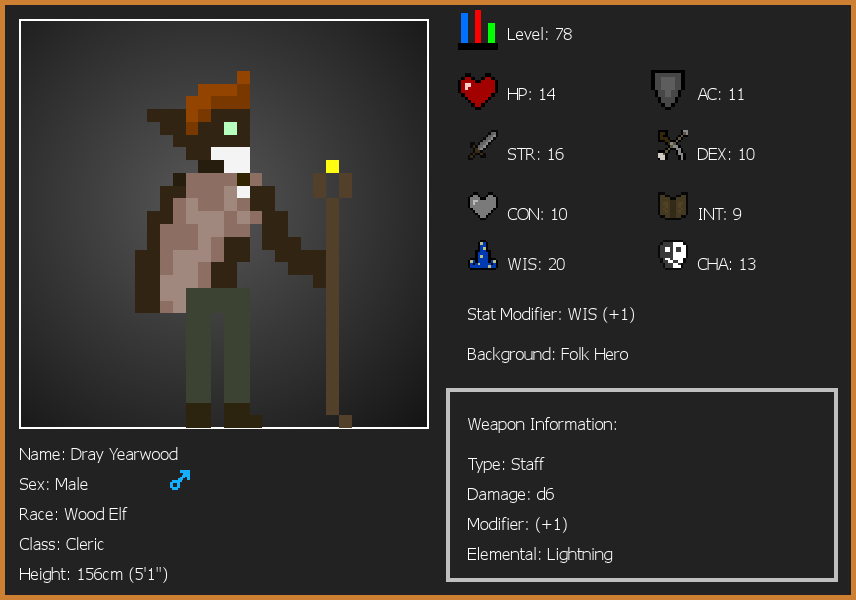 Level: 78
HP: 14
AC: 11
STR: 16
DEX: 10
CON: 10
INT: 9
WIS: 20
CHA: 13
Stat Modifier: WIS (+1)
Background: Folk Hero
Weapon Information:
Type: Staff
Damage: d6
Modifier: (+1)
Elemental: Lightning
Name: Dray Yearwood
Sex: Male
Race: Wood Elf
Class: Cleric
Height: 156cm (5'1")